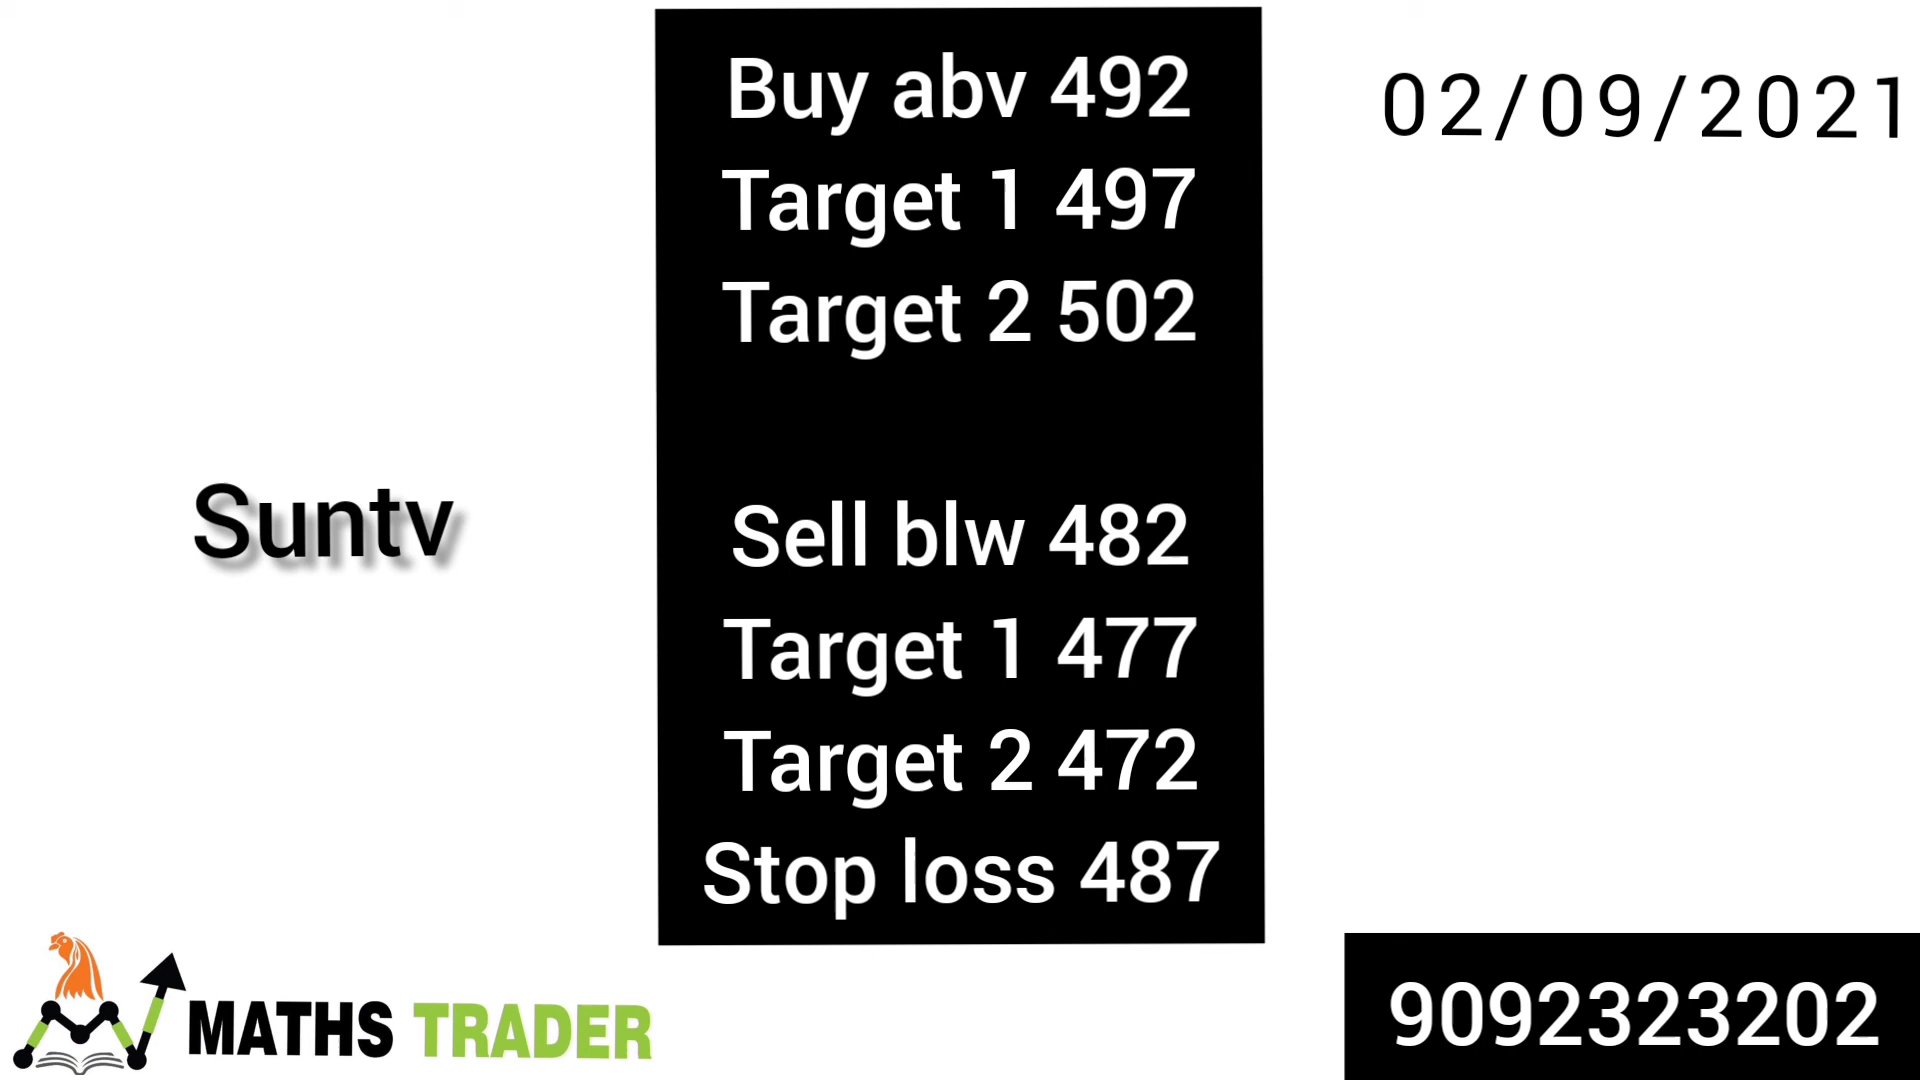 Buy abv 492
Target 1 497
Target 2 502
Sell blw 482
Target 1 477
Target 2 472
Stop loss 487
02/09/2021
Suntv
MATHS TRADER
9092323202